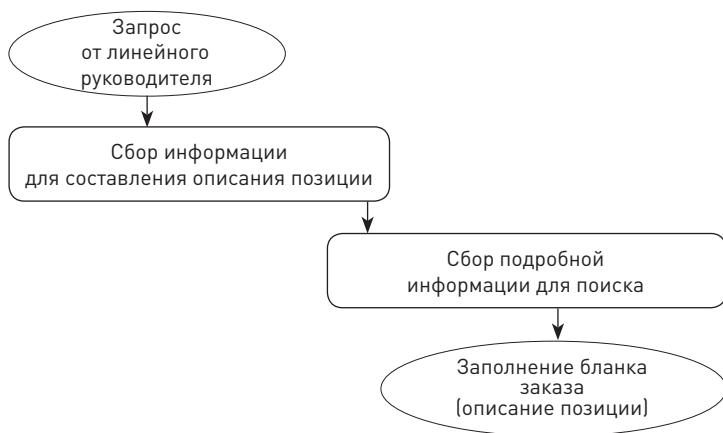 Запрос
от линейного
руководителя
Сбор информации
для составления описания позиции
Сбор подробной
информации для поиска
Заполнение бланка
заказа
(описание позиции)